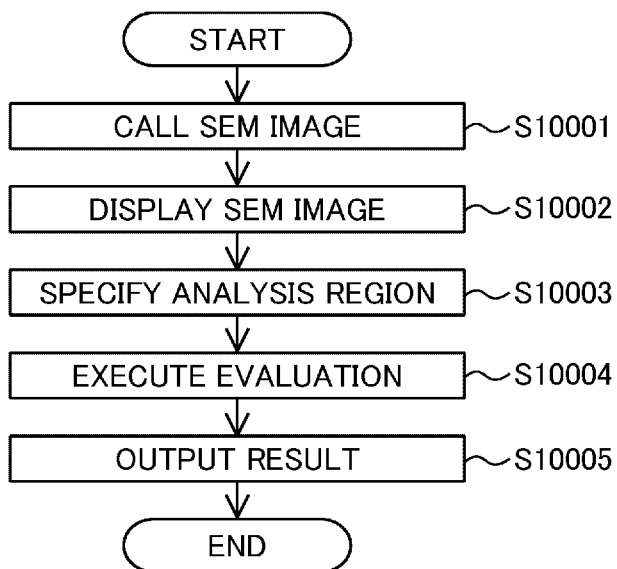 START
CALL SEM IMAGE S10001
DISPLAY SEM IMAGE S10002
SPECIFY ANALYSIS REGION S10003
EXECUTE EVALUATION S10004
OUTPUT RESULT S10005
END